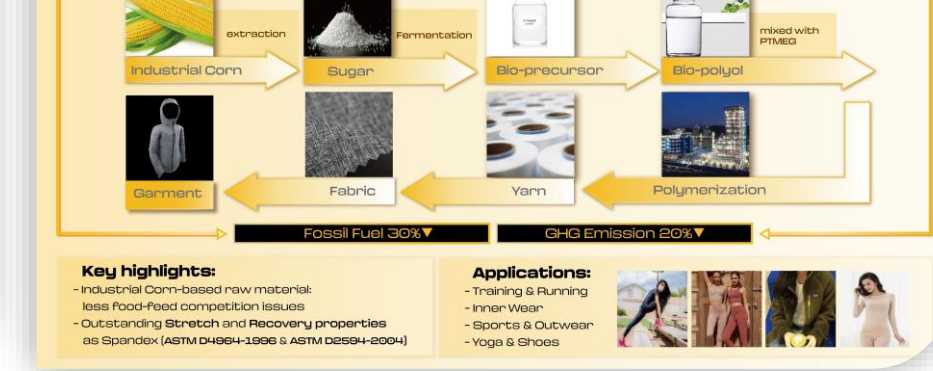 extraction
Fermentation
mixed with
PTMEG
Industrial Corn
Sugar
Bio-precursor
Bio-polyol
Garment
Fabric
Yarn
Polymerization
Fossil Fuel 30%▼
GHG Emission 20%▼
Key highlights:
- Industrial Corn-based raw material:
less food-feed competition issues
- Outstanding Stretch and Recovery properties
as Spandex (ASTM D4964-1996 & ASTM D2594-2004)
Applications:
- Training & Running
- Inner Wear
- Sports & Outwear
- Yoga & Shoes